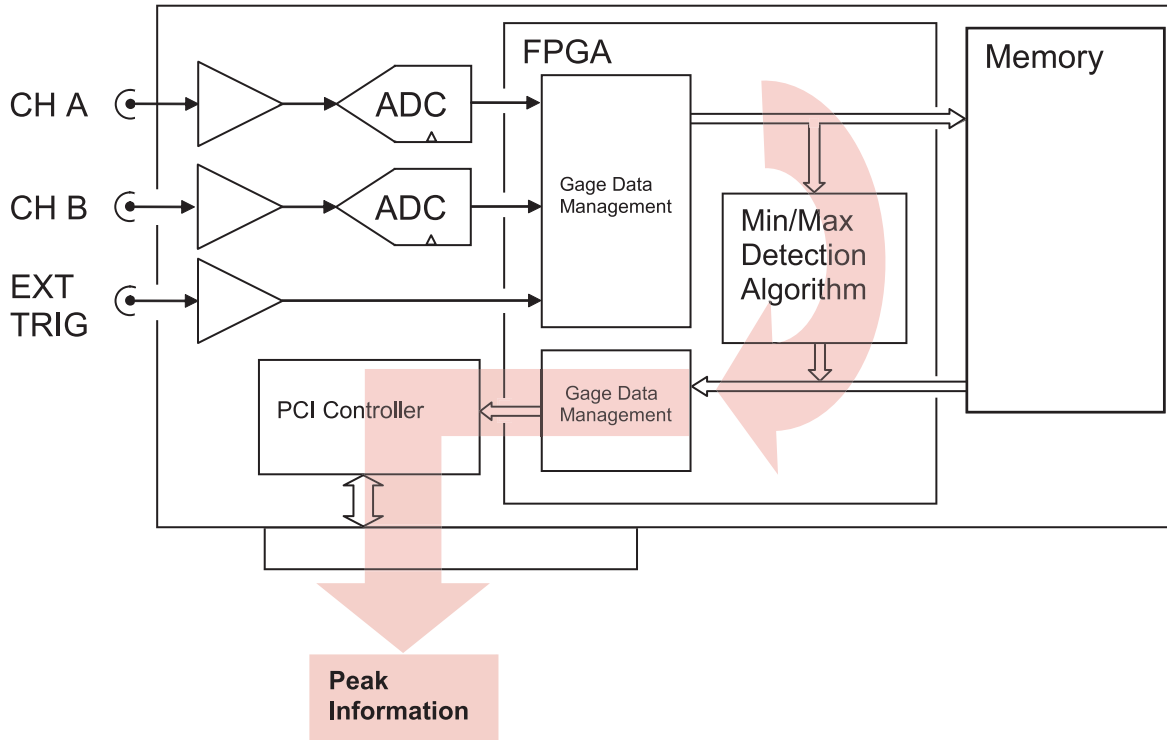 FPGA
Memory
CH A
ADC
CH B
ADC
Gage Data
Management
Min/Max
Detection
Algorithm
EXT
TRIG
PCI Controller
Gage Data
Management
Peak
Information